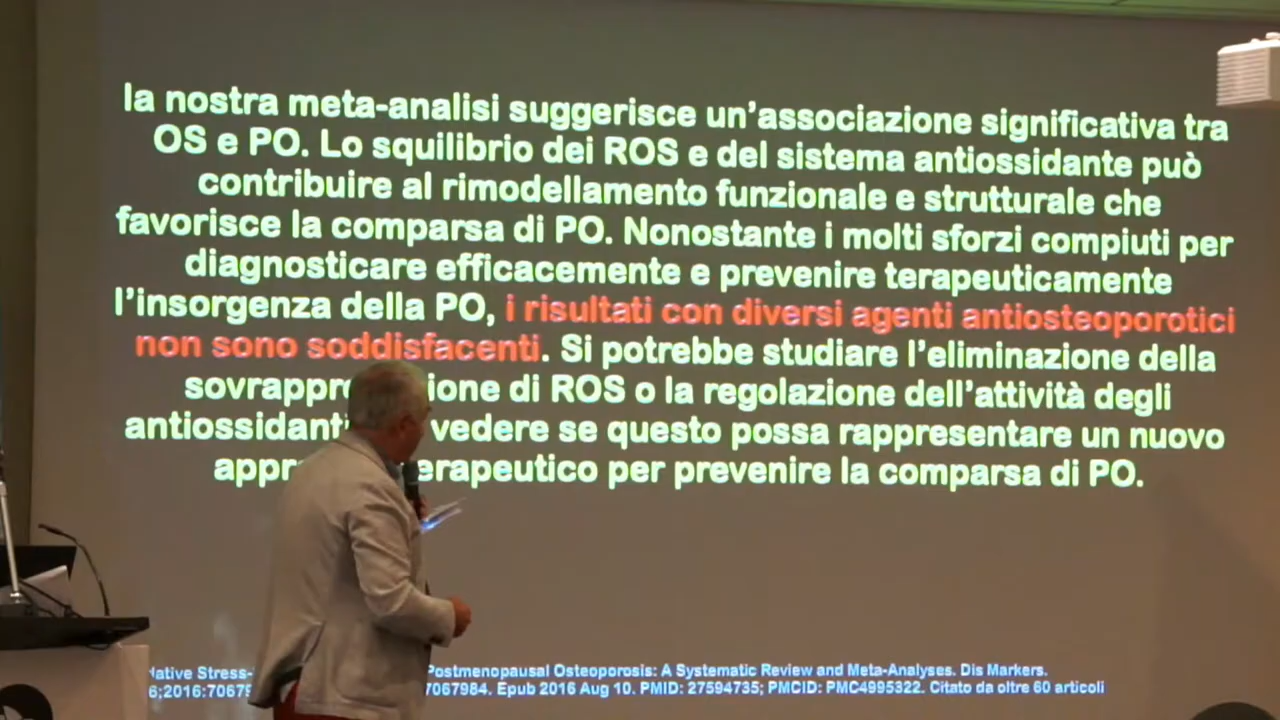 la nostra meta-analisi suggerisce un'associazione significativa tra
OS e PO. Lo squilibrio dei ROS e del sistema antiossidante può
contribuire al rimodellamento funzionale e strutturale che
favorisce la comparsa di PO. Nonostante i molti sforzi compiuti per
diagnosticare efficacemente e prevenire terapeuticamente
l'insorgenza della PO, i risultati con diversi agenti antiosteoporotici
non sono soddisfacenti. Si potrebbe studiare l'eliminazione della
di ROS o la regolazione dell'attività degli
vedere se questo possa rappresentare un nuovo
per prevenire la comparsa di PO.
Postmenopausal Osteoporosis: A Systematic Review and Meta-Analyses. Dis Markers.
7067984. Epub 2016 Aug 10. PMID: 27594735; PMCID: PMC4995322. Citato da oltre 60 articoli